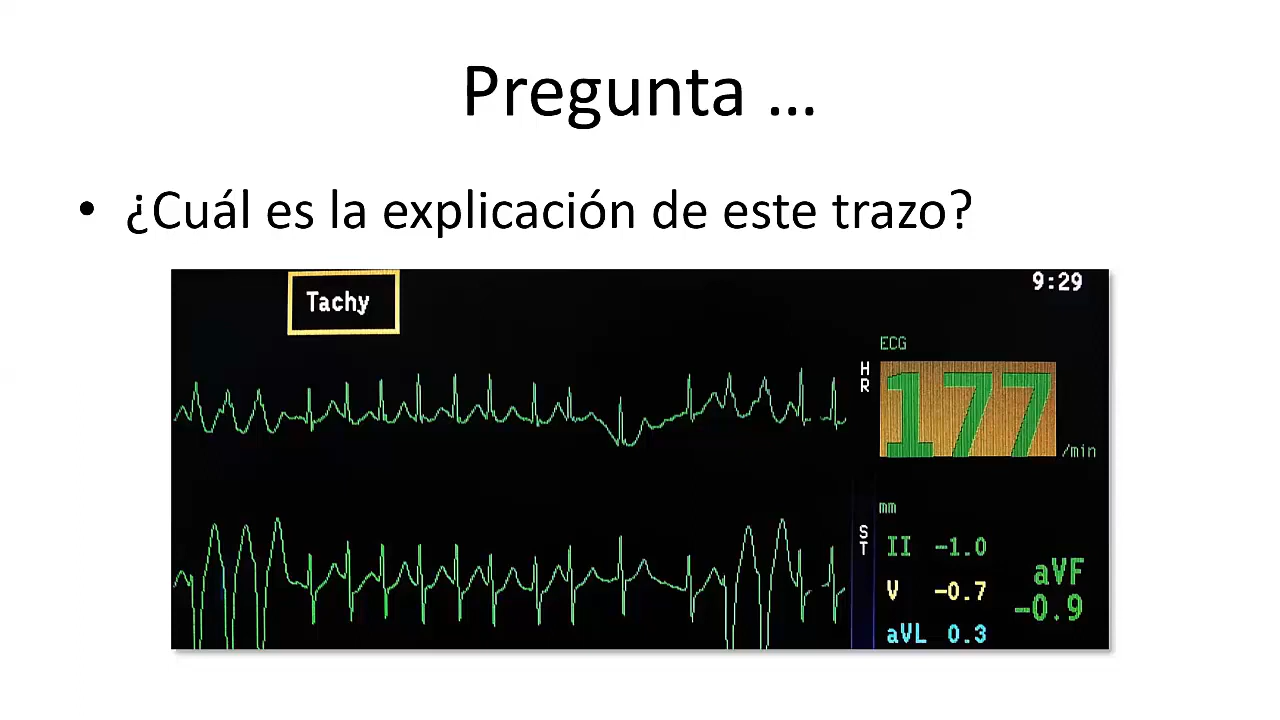 Pregunta …
• ¿Cuál es la explicación de este trazo?
Tachy
9:29
ECG
HR
177
/min
mm
ST
II -1.0
V -0.7
aVL 0.3
aVF
-0.9